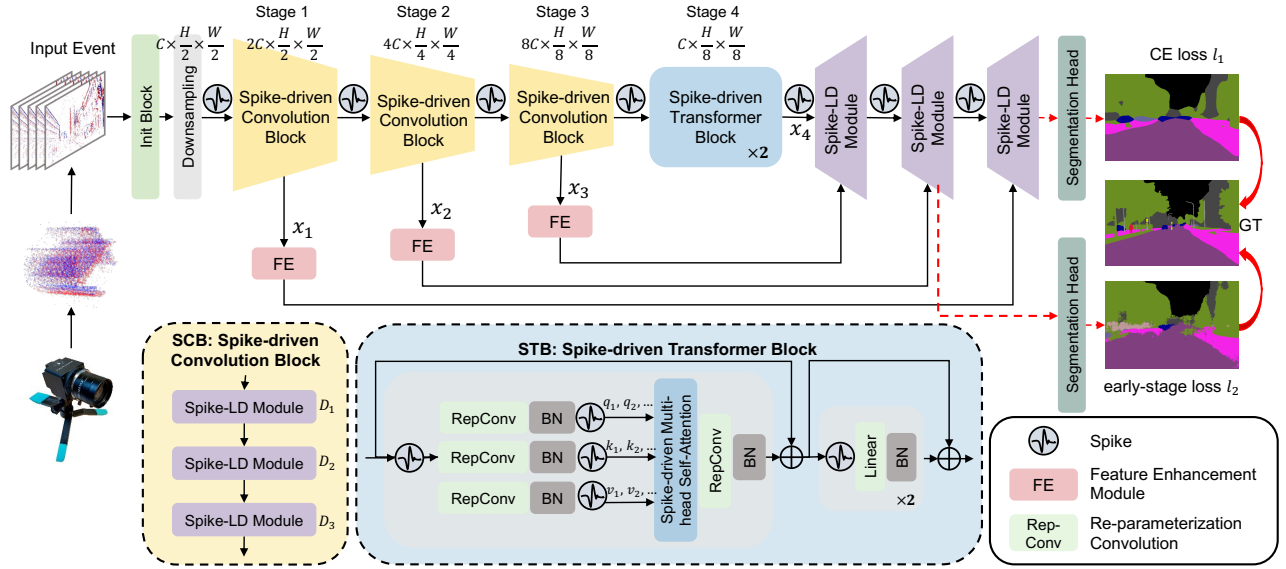 Stage 1
Stage 2
Stage 3
Stage 4
C × H/2 × W/2
2C × H/2 × W/2
4C × H/4 × W/4
8C × H/8 × W/8
C × H/8 × W/8
Input Event
Init Block
Downsampling
Spike-driven
Convolution
Block
Spike-driven
Convolution
Block
Spike-driven
Convolution
Block
Spike-driven
Transformer
Block
×2
x₄
Spike-LD
Module
Spike-LD
Module
Spike-LD
Module
Segmentation Head
CE loss l₁
x₁
x₂
x₃
FE
FE
FE
GT
Segmentation Head
early-stage loss l₂
SCB: Spike-driven
Convolution Block
Spike-LD Module D₁
Spike-LD Module D₂
Spike-LD Module D₃
STB: Spike-driven Transformer Block
RepConv BN q₁, q₂, ...
RepConv BN k₁, k₂, ...
RepConv BN v₁, v₂, ...
Spike-driven Multi-
head Self-Attention
RepConv
BN
Linear
BN
×2
Spike
FE
Feature Enhancement
Module
Rep-
Conv
Re-parameterization
Convolution